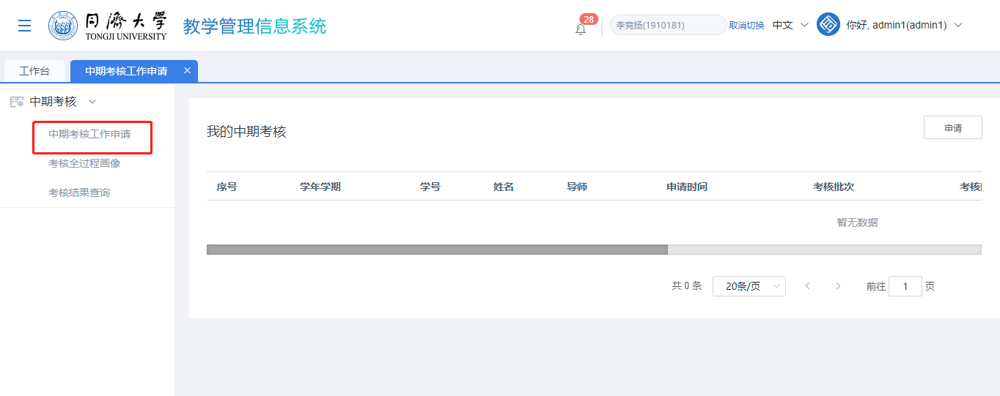 同濟大学
TONGJI UNIVERSITY
教学管理信息系统
28
李竞扬(1910181)
取消切换
中文
你好, admin1(admin1)
工作台
中期考核工作申请
中期考核
中期考核工作申请
考核全过程画像
考核结果查询
我的中期考核
申请
序号 学年学期 学号 姓名 导师 申请时间 考核批次 考核
暂无数据
共 0 条 20条/页 前往 1 页